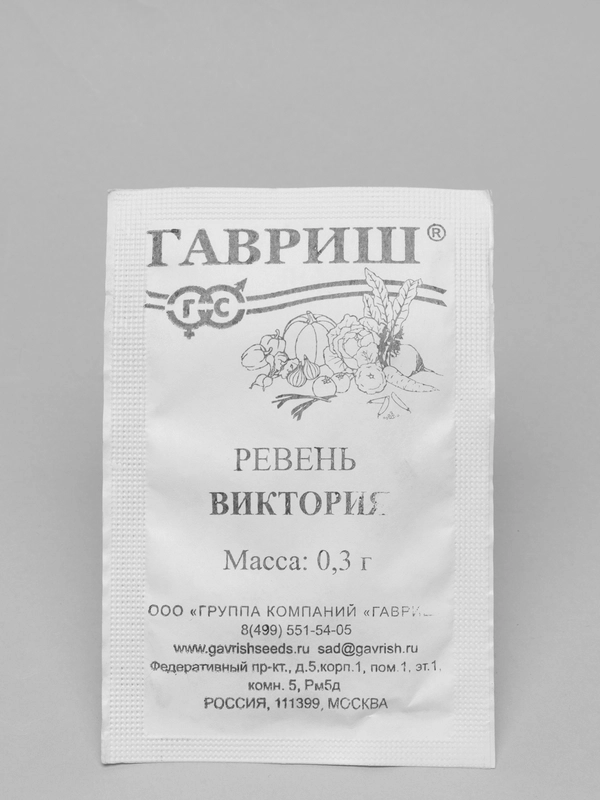 ГАВРИШ®
ГС
РЕВЕНЬ
ВИКТОРИЯ
Масса: 0,3 г
ООО «ГРУППА КОМПАНИЙ «ГАВРИШ
8(499) 551-54-05
www.gavrishseeds.ru sad@gavrish.ru
Федеративный пр-кт., д.5,корп.1, пом.1, эт.1,
комн. 5, Рм5д
РОССИЯ, 111399, МОСКВА